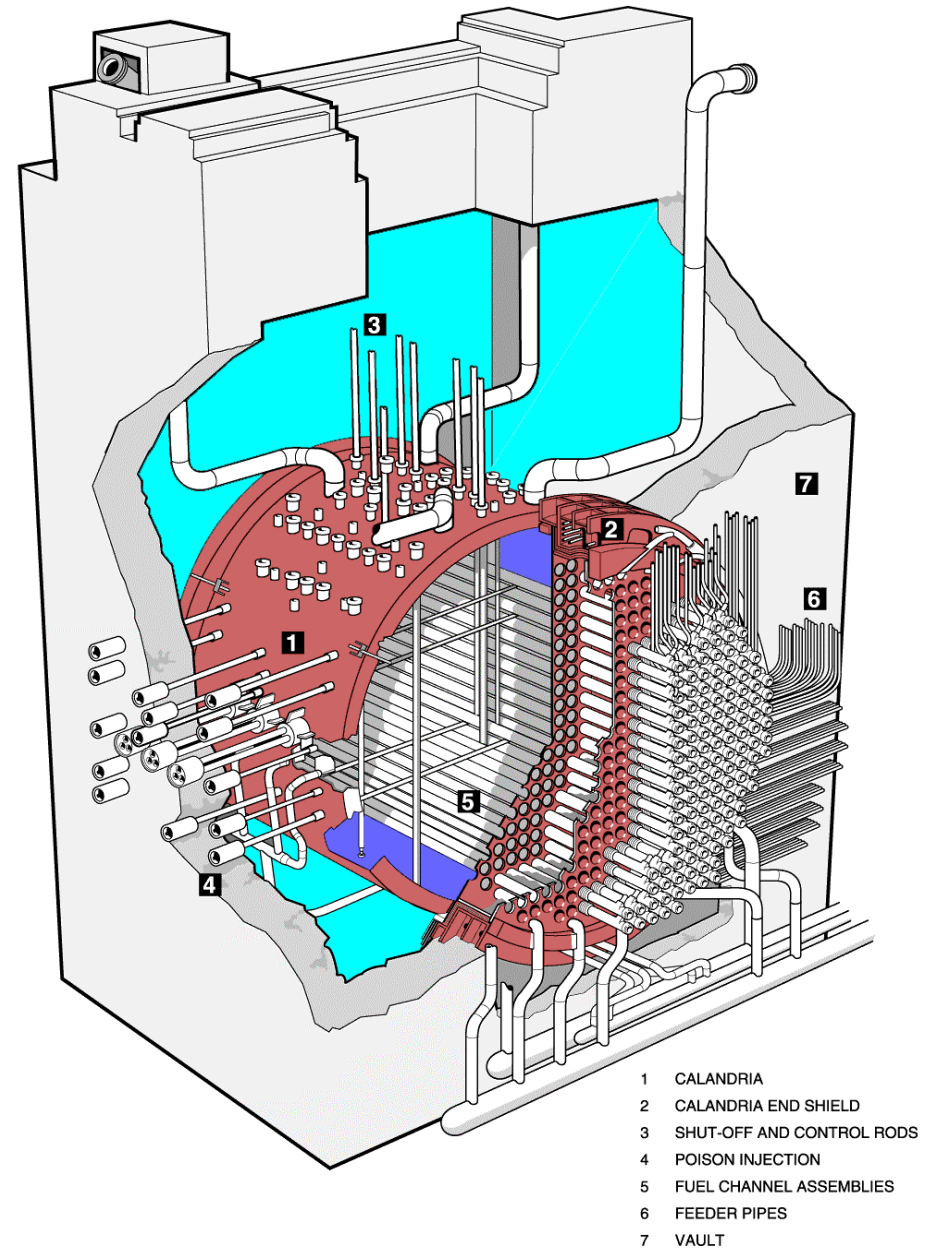 3
7
2
6
1
5
4
1 CALANDRIA
2 CALANDRIA END SHIELD
3 SHUT-OFF AND CONTROL RODS
4 POISON INJECTION
5 FUEL CHANNEL ASSEMBLIES
6 FEEDER PIPES
7 VAULT